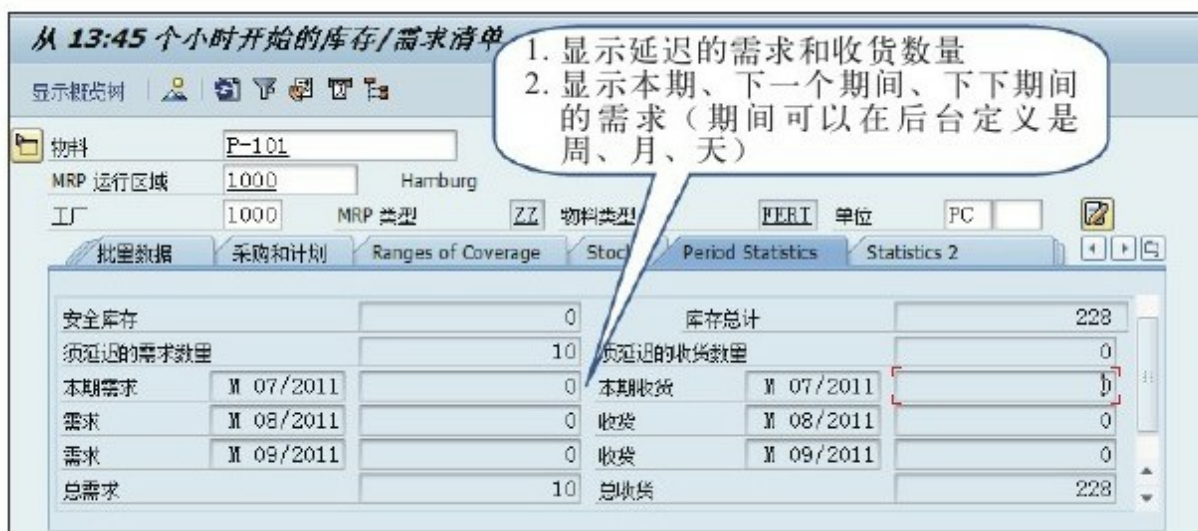 从 13:45 个小时开始的库存/需求清单
1. 显示延迟的需求和收货数量
2. 显示本期、下一个期间、下下期间
的需求（期间可以在后台定义是
周、月、天）
显示概览树
物料 P-101
MRP 运行区域 1000 Hamburg
工厂 1000 MRP 类型 ZZ 物料类型 FERT 单位 PC
批量数据 采购和计划 Ranges of Coverage Stoc Period Statistics Statistics 2
安全库存 0 库存总计 228
须延迟的需求数量 10 须延迟的收货数量 0
本期需求 M 07/2011 0 本期收货 M 07/2011 0
需求 M 08/2011 0 收货 M 08/2011 0
需求 M 09/2011 0 收货 M 09/2011 0
总需求 10 总收货 228